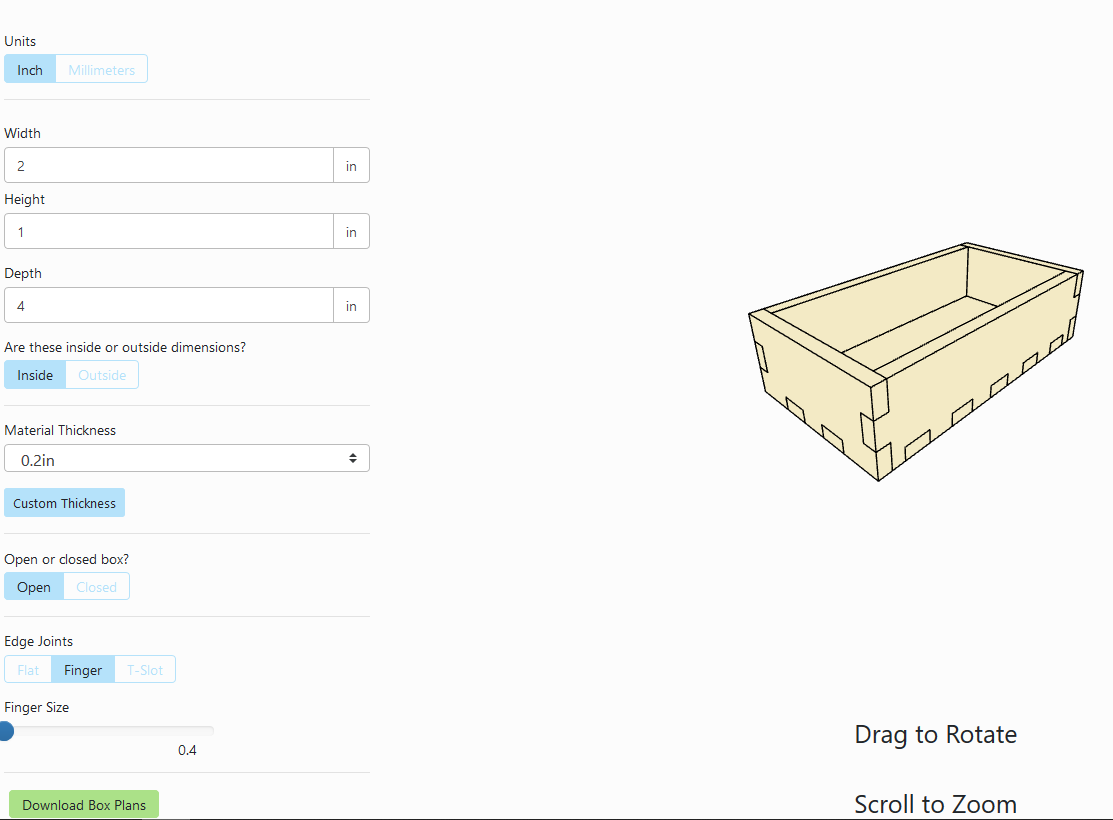 Units
Inch Millimeters
Width
2 in
Height
1 in
Depth
4 in
Are these inside or outside dimensions?
Inside Outside
Material Thickness
0.2in
Custom Thickness
Open or closed box?
Open Closed
Edge Joints
Flat Finger T-Slot
Finger Size
0.4
Download Box Plans
Drag to Rotate
Scroll to Zoom